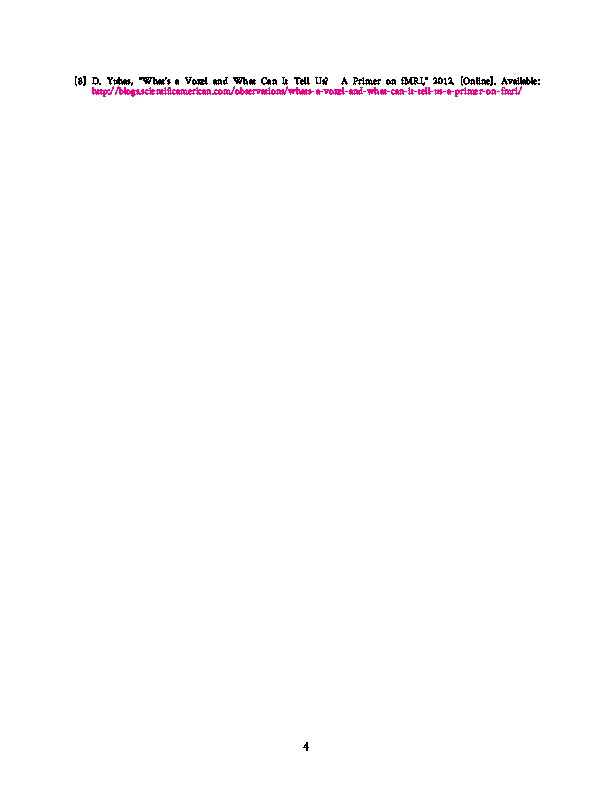 [8] D. Yuhas, "What's a Voxel and What Can It Tell Us? A Primer on fMRI," 2012. [Online]. Available:
http://blogs.scientificamerican.com/observations/whats-a-voxel-and-what-can-it-tell-us-a-primer-on-fmri/
4